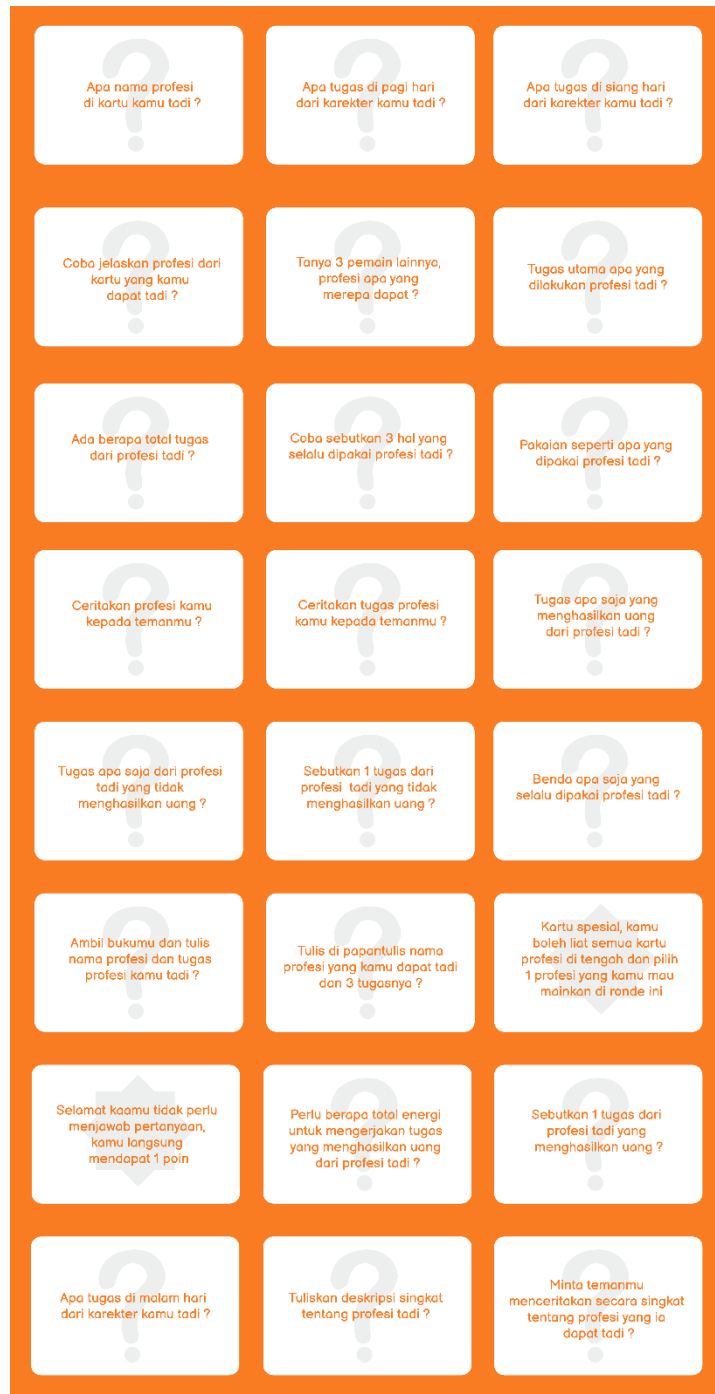 Apa nama profesi
di kartu kamu tadi ?
Apa tugas di pagi hari
dari karekter kamu tadi ?
Apa tugas di siang hari
dari karekter kamu tadi ?
Coba jelaskan profesi dari
kartu yang kamu
dapat tadi ?
Tanya 3 pemain lainnya,
profesi apa yang
merepa dapat ?
Tugas utama apa yang
dilakukan profesi tadi ?
Ada berapa total tugas
dari profesi tadi ?
Coba sebutkan 3 hal yang
selalu dipakai profesi tadi ?
Pakaian seperti apa yang
dipakai profesi tadi ?
Ceritakan profesi kamu
kepada temanmu ?
Ceritakan tugas profesi
kamu kepada temanmu ?
Tugas apa saja yang
menghasilkan uang
dari profesi tadi ?
Tugas apa saja dari profesi
tadi yang tidak
menghasilkan uang ?
Sebutkan 1 tugas dari
profesi tadi yang tidak
menghasilkan uang ?
Benda apa saja yang
selalu dipakai profesi tadi ?
Ambil bukumu dan tulis
nama profesi dan tugas
profesi kamu tadi ?
Tulis di papantulis nama
profesi yang kamu dapat tadi
dan 3 tugasnya ?
Kartu spesial, kamu
boleh liat semua kartu
profesi di tengah dan pilih
1 profesi yang kamu mau
mainkan di ronde ini
Selamat kaamu tidak perlu
menjawab pertanyaan,
kamu langsung
mendapat 1 poin
Perlu berapa total energi
untuk mengerjakan tugas
yang menghasilkan uang
dari profesi tadi ?
Sebutkan 1 tugas dari
profesi tadi yang
menghasilkan uang ?
Apa tugas di malam hari
dari karekter kamu tadi ?
Tuliskan deskripsi singkat
tentang profesi tadi ?
Minta temanmu
menceritakan secara singkat
tentang profesi yang ia
dapat tadi ?